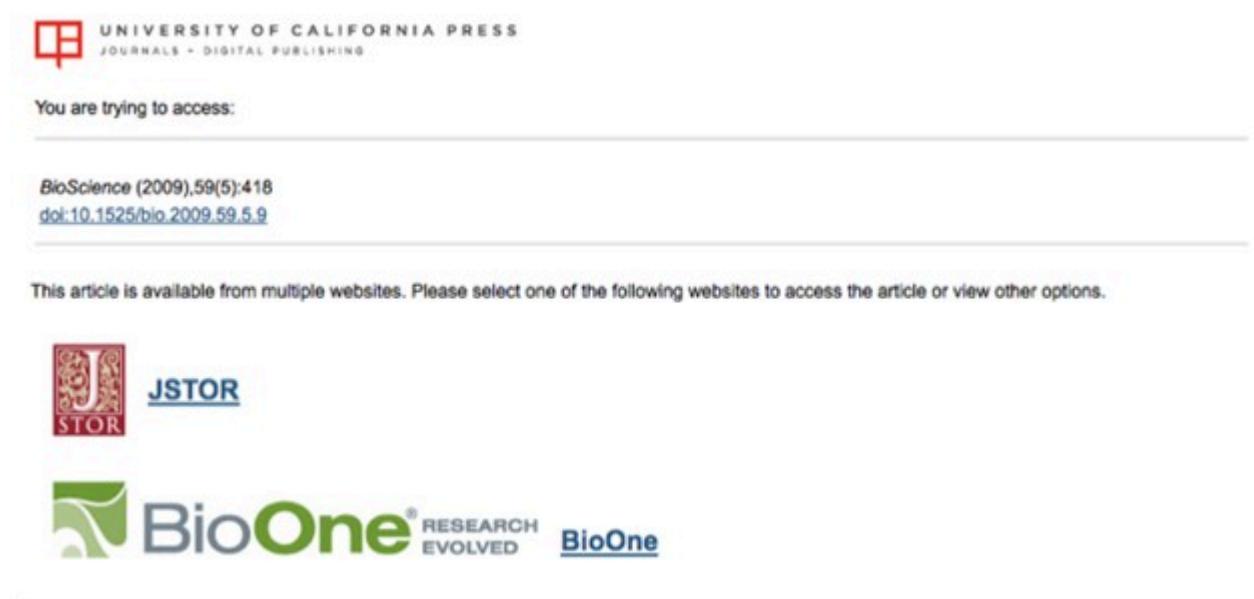 UNIVERSITY OF CALIFORNIA PRESS
JOURNALS + DIGITAL PUBLISHING
You are trying to access:
BioScience (2009),59(5):418
doi:10.1525/bio.2009.59.5.9
This article is available from multiple websites. Please select one of the following websites to access the article or view other options.
J
STOR
JSTOR
BioOne® RESEARCH
EVOLVED
BioOne